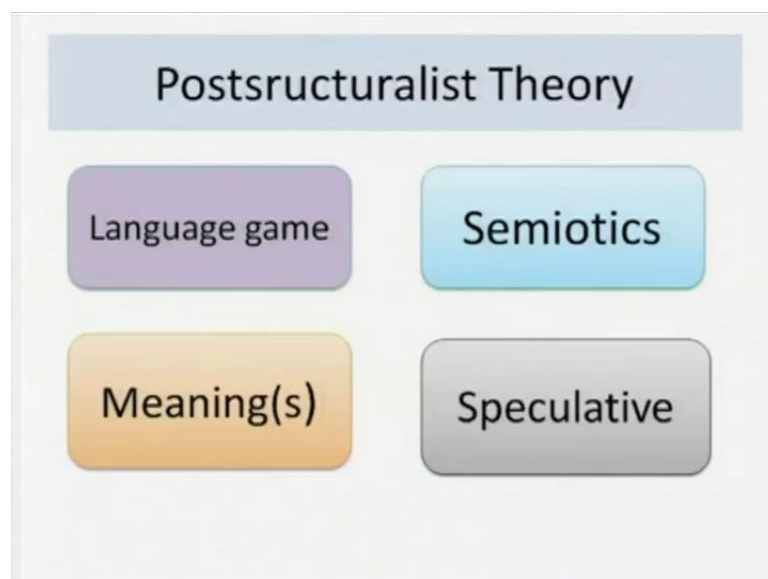 Postsructuralist Theory
Language game
Semiotics
Meaning(s)
Speculative